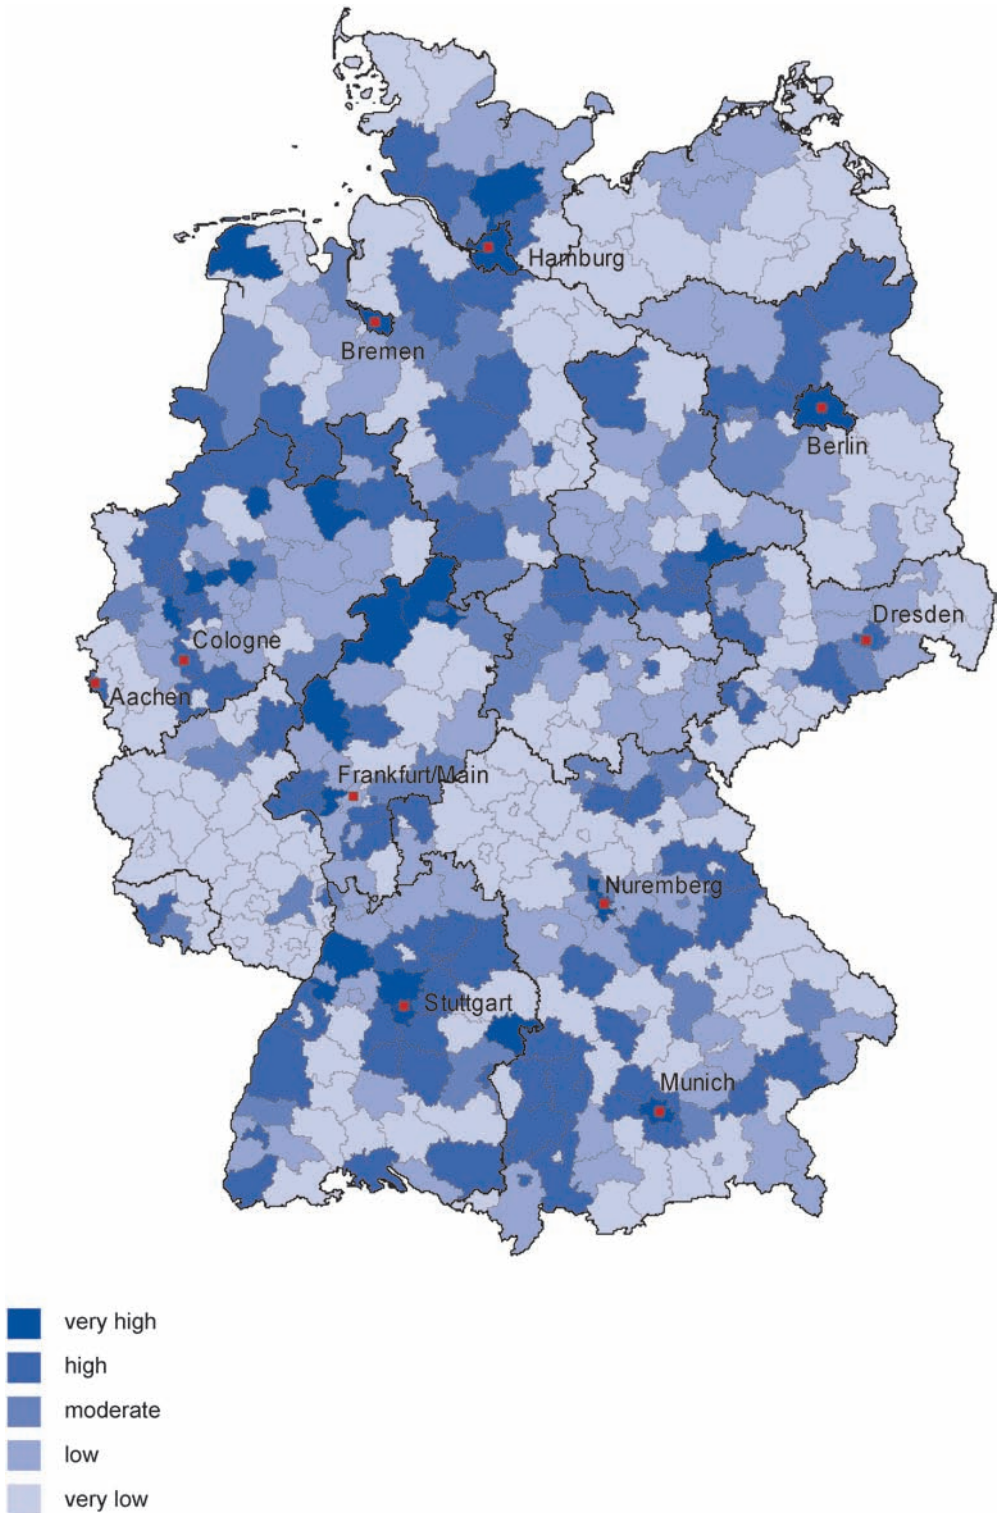 Hamburg
Bremen
Berlin
Dresden
Cologne
Aachen
Frankfurt/Main
Nuremberg
Stuttgart
Munich
very high
high
moderate
low
very low